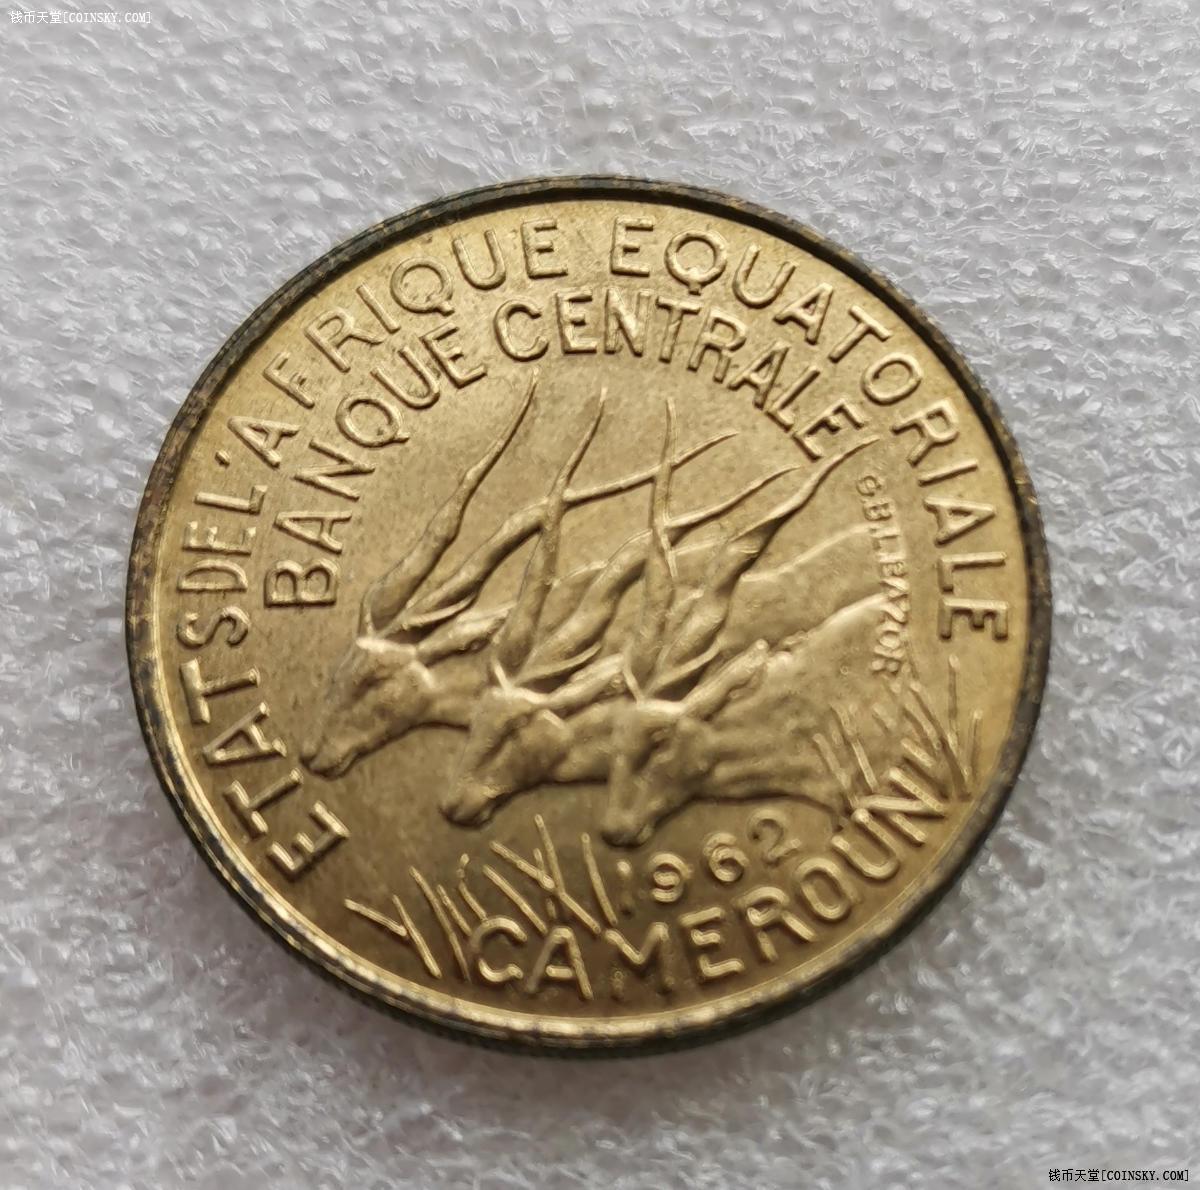 钱币天堂[COINSKY.COM]
ETATS DE L'AFRIQUE EQUATORIALE
BANQUE CENTRALE
G.B.L.BAZOR
1962
CAMEROUN
钱币天堂[COINSKY.COM]